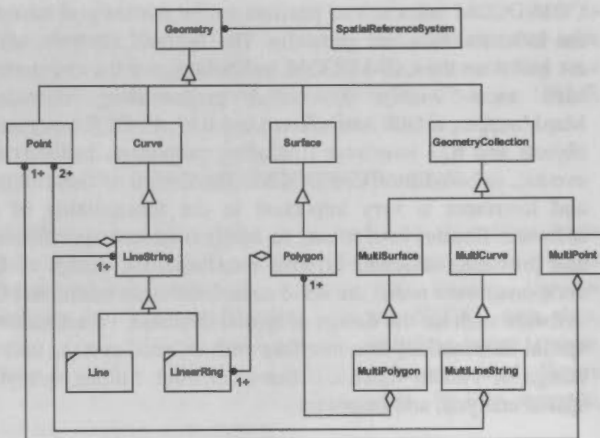 Geometry
SpatialReferenceSystem
Point
Curve
Surface
GeometryCollection
1+
2+
LineString
Polygon
MultiSurface
MultiCurve
MultiPoint
1+
1+
Line
LinearRing
MultiPolygon
MultiLineString
1+